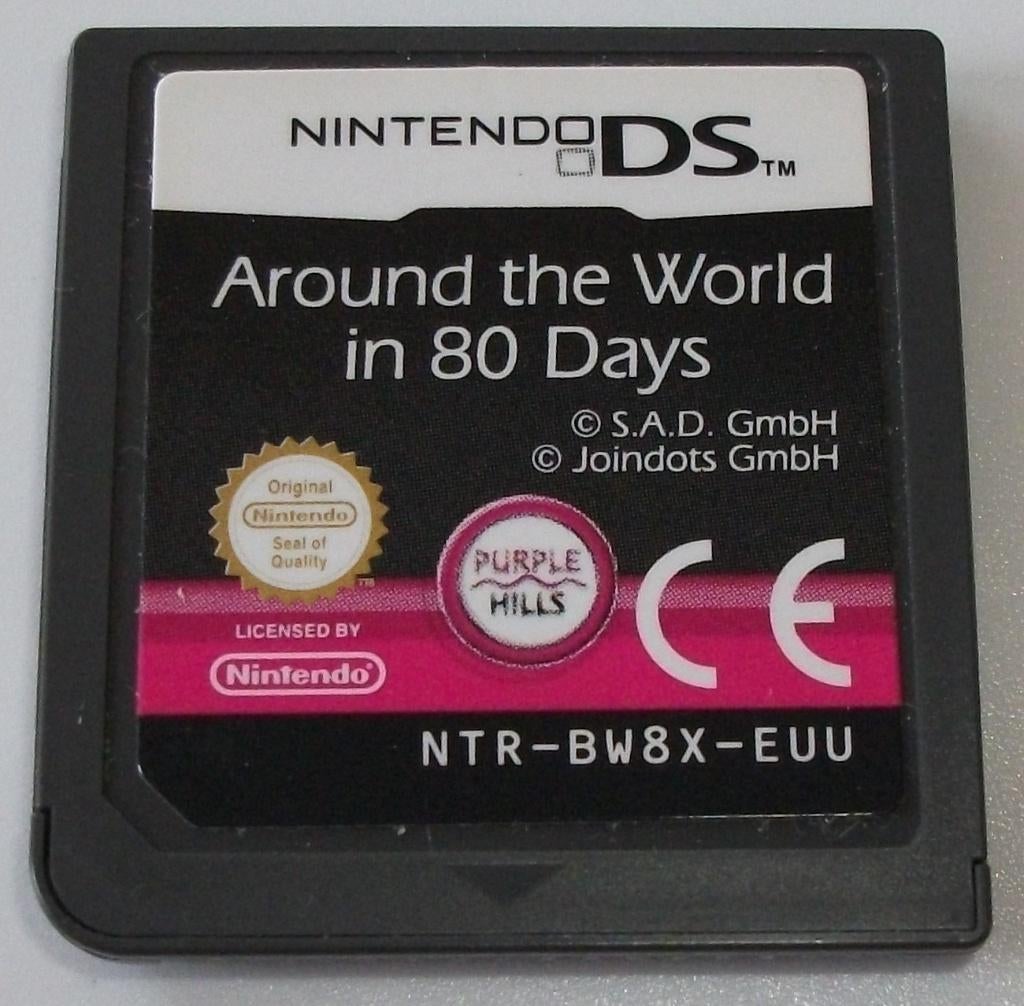 NINTENDO DS™
Around the World
in 80 Days
© S.A.D. GmbH
© Joindots GmbH
Original
Nintendo
Seal of
Quality
TM
PURPLE
HILLS
CE
LICENSED BY
Nintendo®
NTR-BW8X-EUU